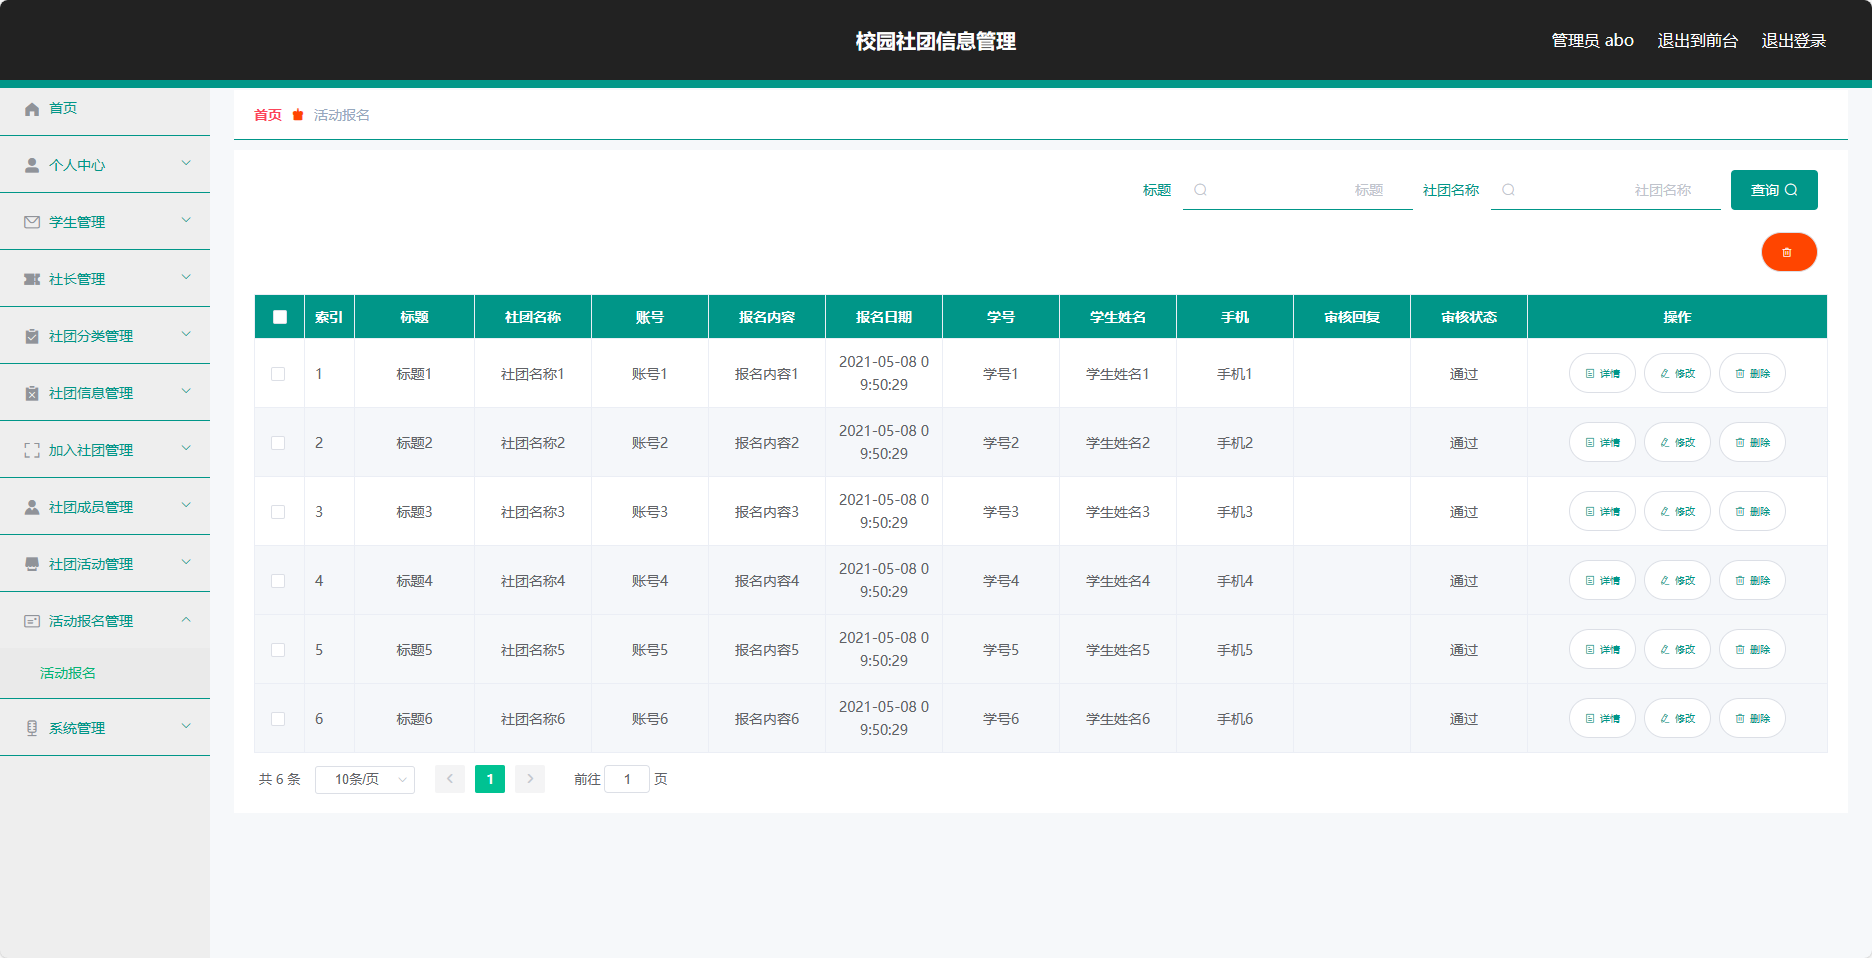 校园社团信息管理
管理员 abo 退出到前台 退出登录
首页
个人中心
学生管理
社长管理
社团分类管理
社团信息管理
加入社团管理
社团成员管理
社团活动管理
活动报名管理
活动报名
系统管理
首页 活动报名
标题 标题 社团名称 社团名称 查询
索引 标题 社团名称 账号 报名内容 报名日期 学号 学生姓名 手机 审核回复 审核状态 操作
1 标题1 社团名称1 账号1 报名内容1 2021-05-08 0 学号1 学生姓名1 手机1 通过 详情 修改 删除
9:50:29
2 标题2 社团名称2 账号2 报名内容2 2021-05-08 0 学号2 学生姓名2 手机2 通过 详情 修改 删除
9:50:29
3 标题3 社团名称3 账号3 报名内容3 2021-05-08 0 学号3 学生姓名3 手机3 通过 详情 修改 删除
9:50:29
4 标题4 社团名称4 账号4 报名内容4 2021-05-08 0 学号4 学生姓名4 手机4 通过 详情 修改 删除
9:50:29
5 标题5 社团名称5 账号5 报名内容5 2021-05-08 0 学号5 学生姓名5 手机5 通过 详情 修改 删除
9:50:29
6 标题6 社团名称6 账号6 报名内容6 2021-05-08 0 学号6 学生姓名6 手机6 通过 详情 修改 删除
9:50:29
共 6 条 10条/页 1 前往 1 页